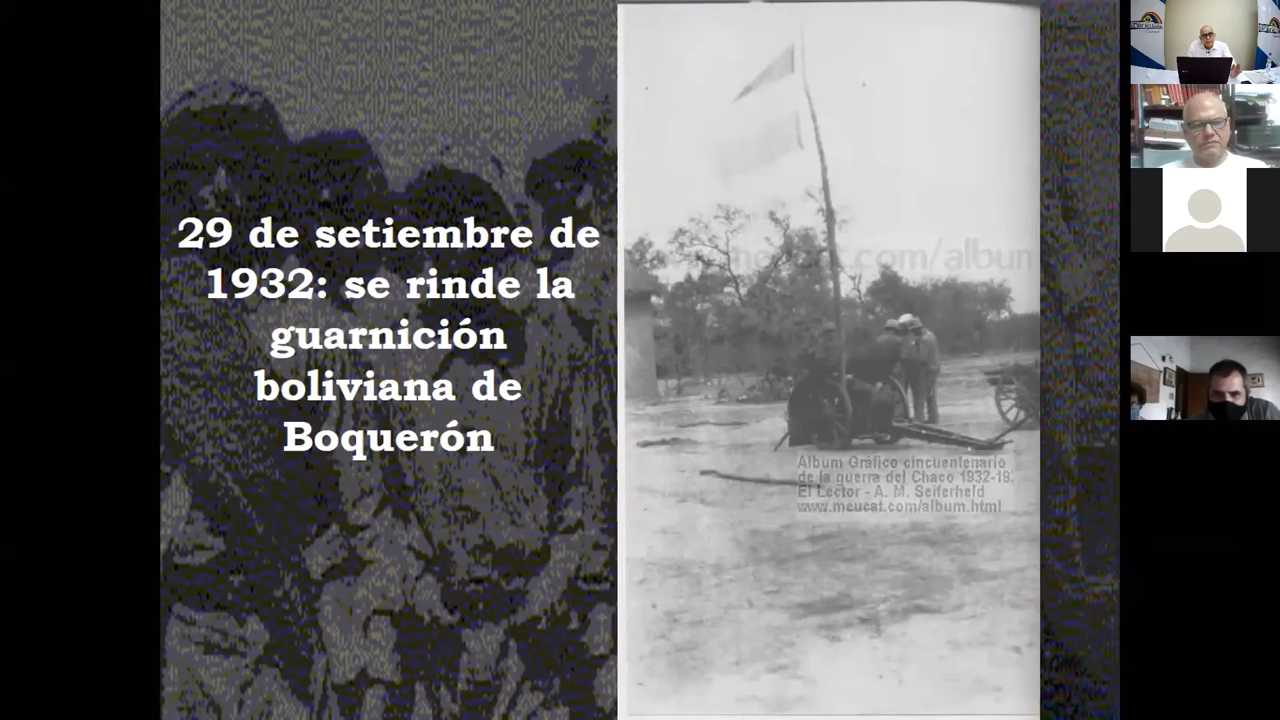 29 de setiembre de
1932: se rinde la
guarnición
boliviana de
Boquerón
Album Gráfico cincuentenario
de la guerra del Chaco 1932-19
El Lector - A. M. Seiferheld
www.meucat.com/album.html